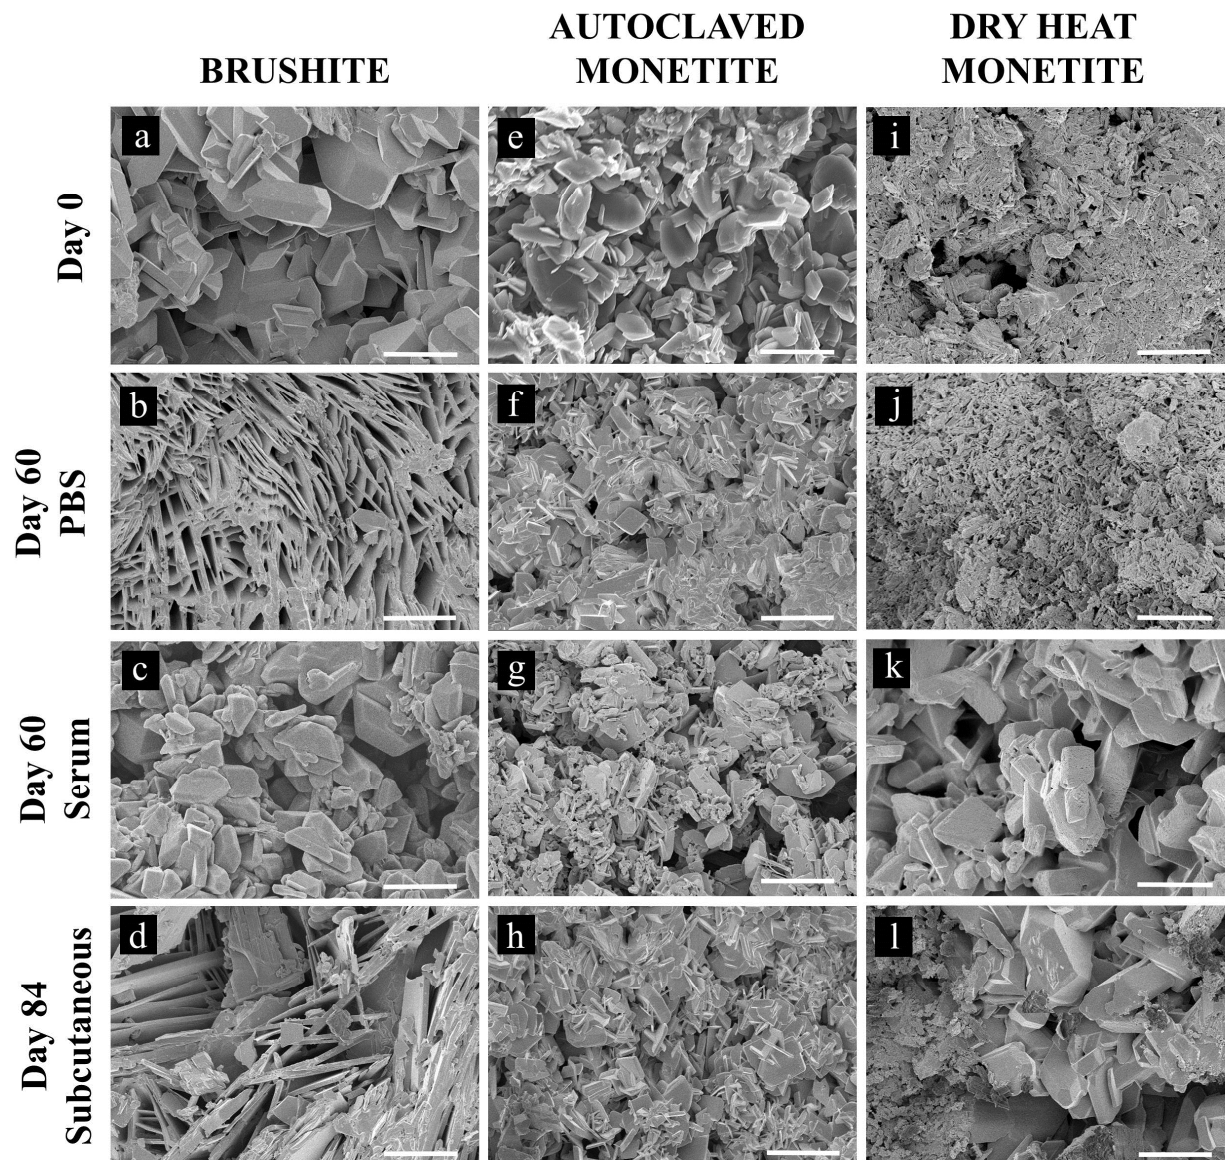 BRUSHITE
AUTOCLAVED
MONETITE
DRY HEAT
MONETITE
Day 0
a
e
i
Day 60
PBS
b
f
j
Day 60
Serum
c
g
k
Day 84
Subcutaneous
d
h
l